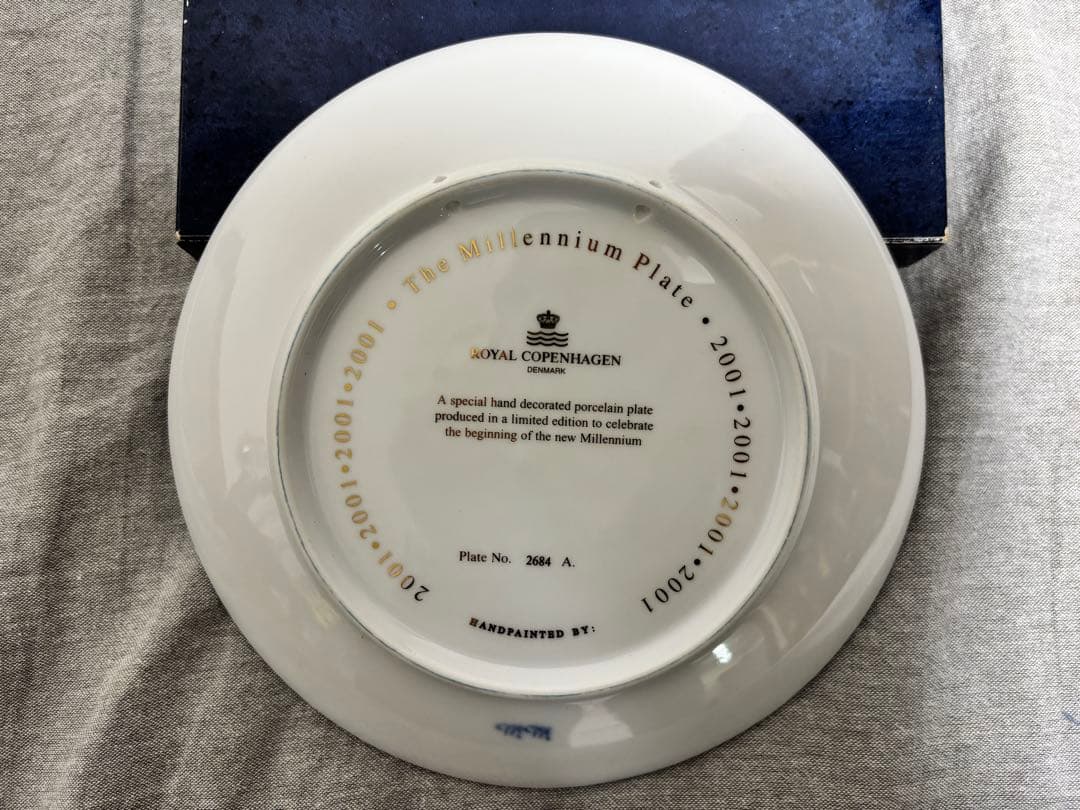 2001•2001•2001•2001 • The Millennium Plate • 2001•2001•2001•2001
ROYAL COPENHAGEN
DENMARK
A special hand decorated porcelain plate
produced in a limited edition to celebrate
the beginning of the new Millennium
Plate No. 2684 A.
HANDPAINTED BY: